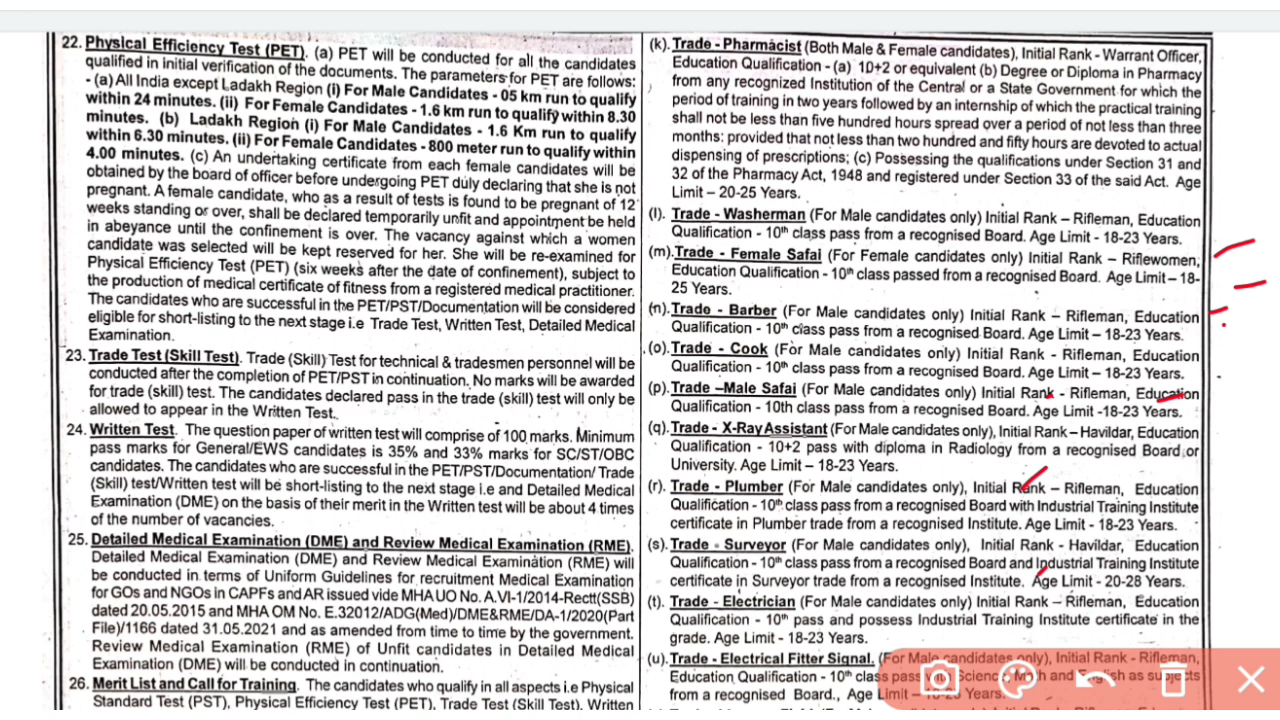 22. Physical Efficiency Test (PET). (a) PET will be conducted for all the candidates
qualified in initial verification of the documents. The parameters for PET are follows:
- (a) All India except Ladakh Region (i) For Male Candidates - 05 km run to qualify
within 24 minutes. (ii) For Female Candidates - 1.6 km run to qualify within 8.30
minutes. (b) Ladakh Region (i) For Male Candidates - 1.6 Km run to qualify
within 6.30 minutes. (ii) For Female Candidates - 800 meter run to qualify within
4.00 minutes. (c) An undertaking certificate from each female candidates will be
obtained by the board of officer before undergoing PET duly declaring that she is not
pregnant. A female candidate, who as a result of tests is found to be pregnant of 12
weeks standing or over, shall be declared temporarily unfit and appointment be held
in abeyance until the confinement is over. The vacancy against which a women
candidate was selected will be kept reserved for her. She will be re-examined for
Physical Efficiency Test (PET) (six weeks after the date of confinement), subject to
the production of medical certificate of fitness from a registered medical practitioner.
The candidates who are successful in the PET/PST/Documentation will be considered
eligible for short-listing to the next stage i.e Trade Test, Written Test, Detailed Medical
Examination.
23. Trade Test (Skill Test). Trade (Skill) Test for technical & tradesmen personnel will be
conducted after the completion of PET/PST in continuation. No marks will be awarded
for trade (skill) test. The candidates declared pass in the trade (skill) test will only be
allowed to appear in the Written Test.
24. Written Test. The question paper of written test will comprise of 100 marks. Minimum
pass marks for General/EWS candidates is 35% and 33% marks for SC/ST/OBC
candidates. The candidates who are successful in the PET/PST/Documentation/ Trade
(Skill) test/Written test will be short-listing to the next stage i.e and Detailed Medical
Examination (DME) on the basis of their merit in the Written test will be about 4 times
of the number of vacancies.
25. Detailed Medical Examination (DME) and Review Medical Examination (RME).
Detailed Medical Examination (DME) and Review Medical Examination (RME) will
be conducted in terms of Uniform Guidelines for recruitment Medical Examination
for GOs and NGOs in CAPFs and AR issued vide MHA UO No. A.VI-1/2014-Rectt(SSB)
dated 20.05.2015 and MHA OM No. E.32012/ADG(Med)/DME&RME/DA-1/2020(Part
File)/1166 dated 31.05.2021 and as amended from time to time by the government.
Review Medical Examination (RME) of Unfit candidates in Detailed Medical
Examination (DME) will be conducted in continuation.
26. Merit List and Call for Training. The candidates who qualify in all aspects i.e Physical
Standard Test (PST), Physical Efficiency Test (PET), Trade Test (Skill Test), Written
(k). Trade - Pharmacist (Both Male & Female candidates), Initial Rank - Warrant Officer,
Education Qualification - (a) 10+2 or equivalent (b) Degree or Diploma in Pharmacy
from any recognized Institution of the Central or a State Government for which the
period of training in two years followed by an internship of which the practical training
shall not be less than five hundred hours spread over a period of not less than three
months: provided that not less than two hundred and fifty hours are devoted to actual
dispensing of prescriptions; (c) Possessing the qualifications under Section 31 and
32 of the Pharmacy Act, 1948 and registered under Section 33 of the said Act. Age
Limit – 20-25 Years.
(l). Trade - Washerman (For Male candidates only) Initial Rank – Rifleman, Education
Qualification - 10th class pass from a recognised Board. Age Limit - 18-23 Years.
(m). Trade - Female Safai (For Female candidates only) Initial Rank – Riflewomen,
Education Qualification - 10th class passed from a recognised Board. Age Limit – 18-
25 Years.
(n). Trade - Barber (For Male candidates only) Initial Rank – Rifleman, Education
Qualification - 10th class pass from a recognised Board. Age Limit – 18-23 Years.
(o). Trade - Cook (For Male candidates only) Initial Rank - Rifleman, Education
Qualification - 10th class pass from a recognised Board. Age Limit – 18-23 Years.
(p). Trade –Male Safai (For Male candidates only) Initial Rank - Rifleman, Education
Qualification - 10th class pass from a recognised Board. Age Limit -18-23 Years.
(q). Trade - X-Ray Assistant (For Male candidates only), Initial Rank – Havildar, Education
Qualification - 10+2 pass with diploma in Radiology from a recognised Board or
University. Age Limit – 18-23 Years.
(r). Trade - Plumber (For Male candidates only), Initial Rank – Rifleman, Education
Qualification - 10th class pass from a recognised Board with Industrial Training Institute
certificate in Plumber trade from a recognised Institute. Age Limit - 18-23 Years.
(s). Trade - Surveyor (For Male candidates only), Initial Rank - Havildar, Education
Qualification - 10th class pass from a recognised Board and Industrial Training Institute
certificate in Surveyor trade from a recognised Institute. Age Limit - 20-28 Years.
(t). Trade - Electrician (For Male candidates only) Initial Rank – Rifleman, Education
Qualification - 10th pass and possess Industrial Training Institute certificate in the
grade. Age Limit - 18-23 Years.
(u). Trade - Electrical Fitter Signal. (For Male candidates only), Initial Rank - Rifleman,
Education Qualification - 10th class pass with Science, Math and English as subjects
from a recognised Board., Age Limit – Years.